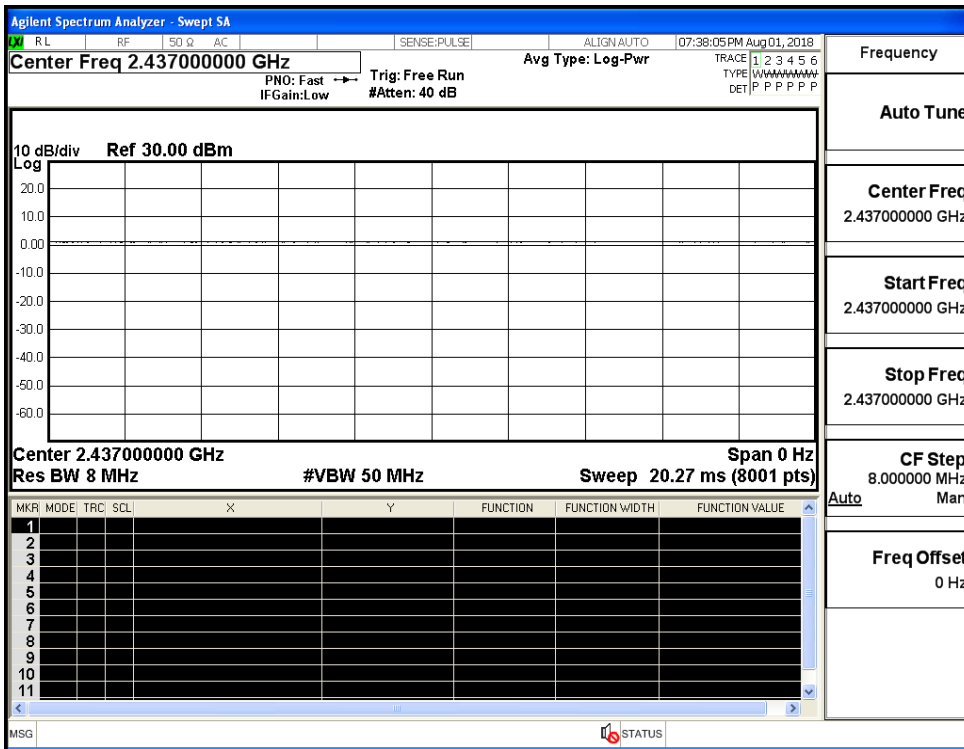 Agilent Spectrum Analyzer - Swept SA
LXI RL RF 50 Ω AC SENSE:PULSE ALIGN AUTO 07:38:05 PM Aug 01, 2018
Center Freq 2.437000000 GHz
PNO: Fast
IFGain:Low
Trig: Free Run
#Atten: 40 dB
Avg Type: Log-Pwr
TRACE 1 2 3 4 5 6
TYPE
DET P P P P P P
10 dB/div Ref 30.00 dBm
Log
20.0
10.0
0.00
-10.0
-20.0
-30.0
-40.0
-50.0
-60.0
Center 2.437000000 GHz Span 0 Hz
Res BW 8 MHz #VBW 50 MHz Sweep 20.27 ms (8001 pts)
MKR MODE TRC SCL X Y FUNCTION FUNCTION WIDTH FUNCTION VALUE
1
2
3
4
5
6
7
8
9
10
11
MSG STATUS
Frequency
Auto Tune
Center Freq
2.437000000 GHz
Start Freq
2.437000000 GHz
Stop Freq
2.437000000 GHz
CF Step
8.000000 MHz
Auto Man
Freq Offset
0 Hz